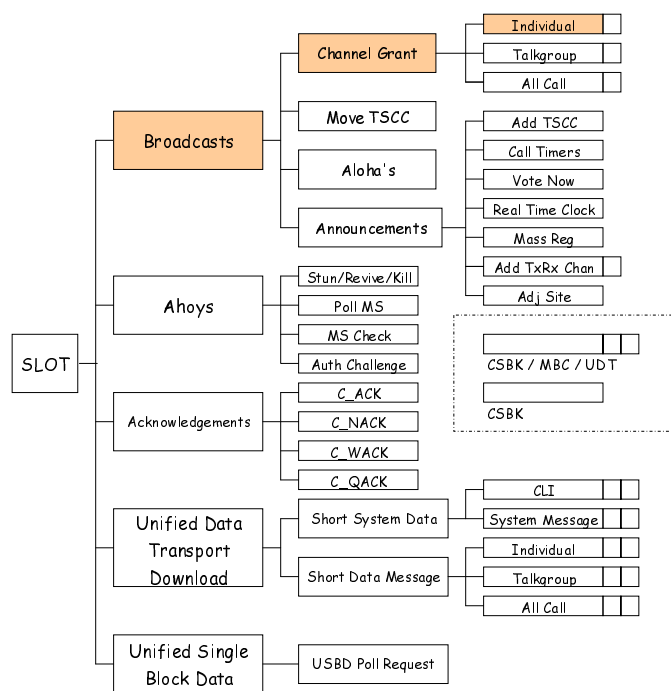 SLOT
Broadcasts
Channel Grant
Individual
Talkgroup
All Call
Move TSCC
Aloha's
Announcements
Add TSCC
Call Timers
Vote Now
Real Time Clock
Mass Reg
Add TxRx Chan
Adj Site
Ahoys
Stun/Revive/Kill
Poll MS
MS Check
Auth Challenge
CSBK / MBC / UDT
CSBK
Acknowledgements
C_ACK
C_NACK
C_WACK
C_QACK
Unified Data
Transport
Download
Short System Data
CLI
System Message
Short Data Message
Individual
Talkgroup
All Call
Unified Single
Block Data
USBD Poll Request